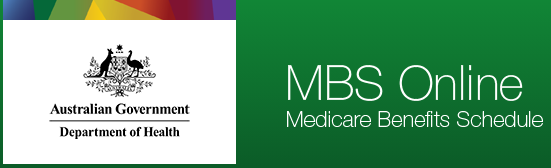 Australian Government
Department of Health
MBS Online
Medicare Benefits Schedule